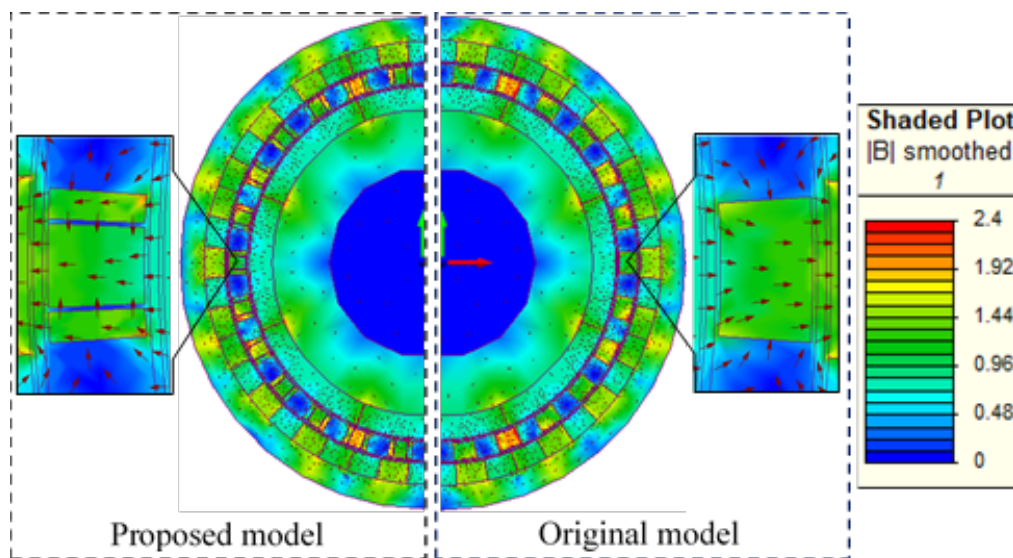 Shaded Plot
|B| smoothed
1
2.4
1.92
1.44
0.96
0.48
0
Proposed model
Original model